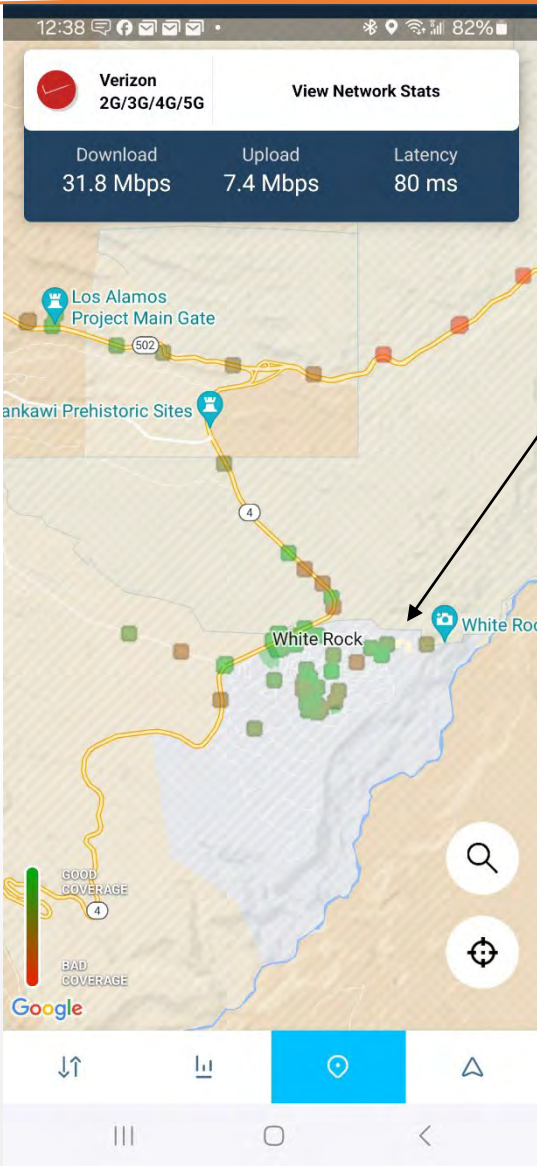 12:38
82%
Verizon
2G/3G/4G/5G
View Network Stats
Download
Upload
Latency
31.8 Mbps
7.4 Mbps
80 ms
Los Alamos
Project Main Gate
502
ankawi Prehistoric Sites
4
White Rock
White Roc
GOOD
COVERAGE
4
BAD
COVERAGE
Google